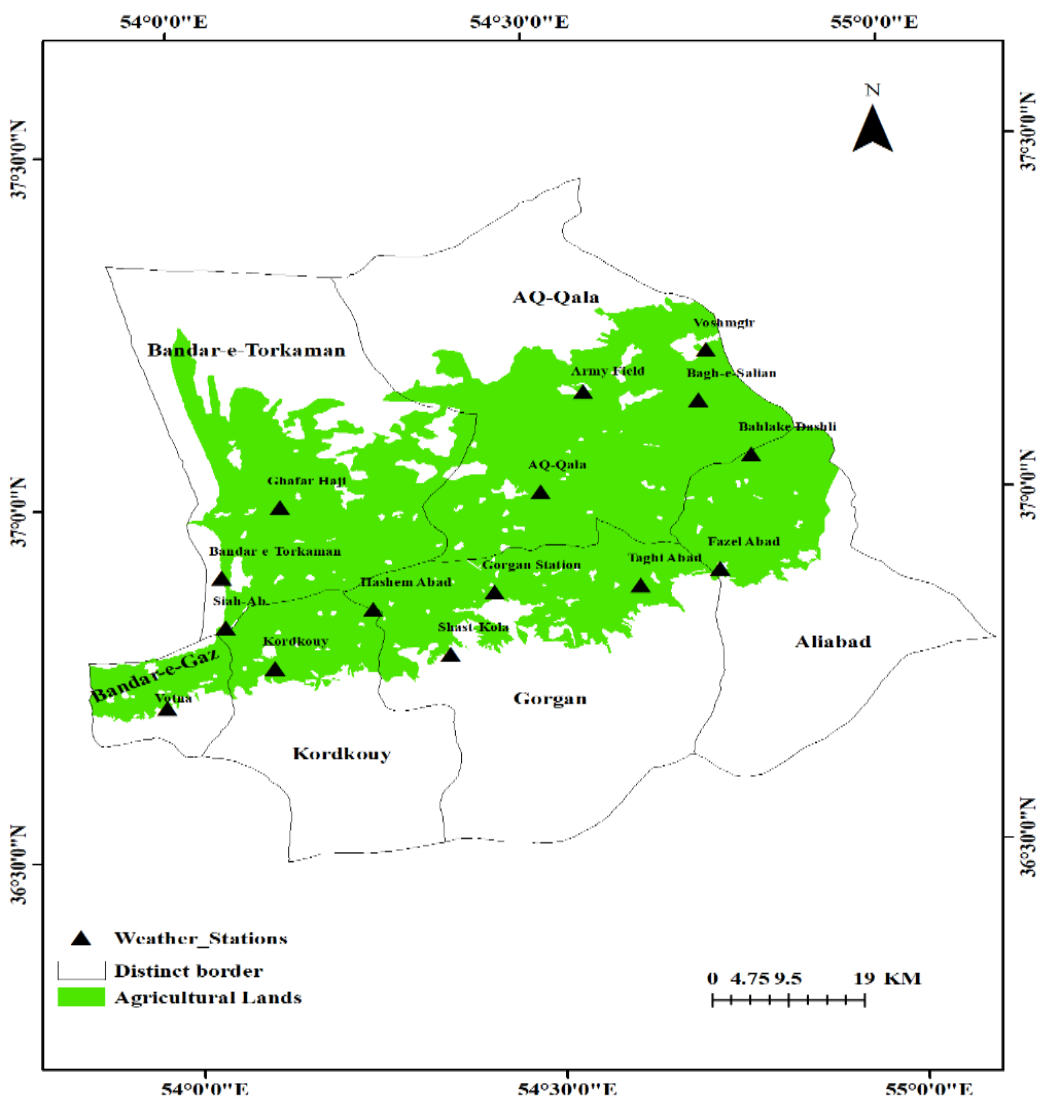 54°0'0"E
54°30'0"E
55°0'0"E
N
37°30'0"N
37°30'0"N
AQ-Qala
Voshmgir
Bandar-e-Torkaman
Army Field
Bagh-e-Salian
Bahlake Dashli
AQ-Qala
Ghafar Haji
37°0'0"N
37°0'0"N
Fazel Abad
Bandar e Torkaman
Taghi Abad
Gorgan Station
Hashem Abad
Siah-Ab
Shast-Kola
Kordkouy
Aliabad
Bandar-e-Gaz
Votna
Gorgan
Kordkouy
36°30'0"N
36°30'0"N
Weather_Stations
Distinct border
Agricultural Lands
0 4.75 9.5 19 KM
54°0'0"E
54°30'0"E
55°0'0"E